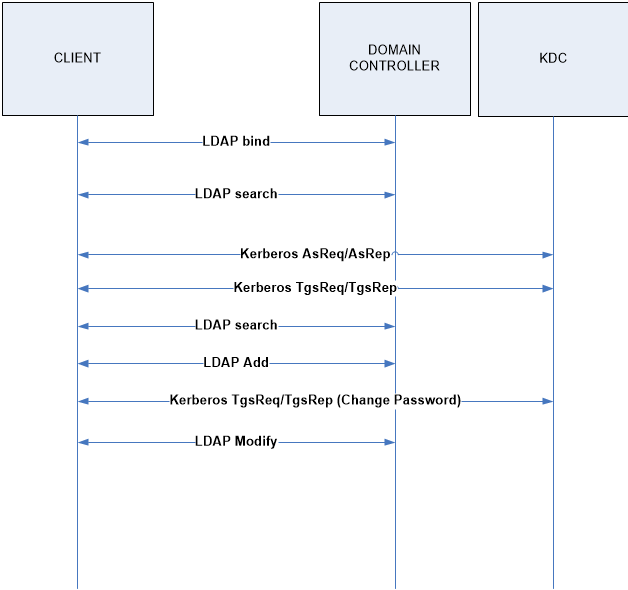 CLIENT
DOMAIN
CONTROLLER
KDC
LDAP bind
LDAP search
Kerberos AsReq/AsRep
Kerberos TgsReq/TgsRep
LDAP search
LDAP Add
Kerberos TgsReq/TgsRep (Change Password)
LDAP Modify